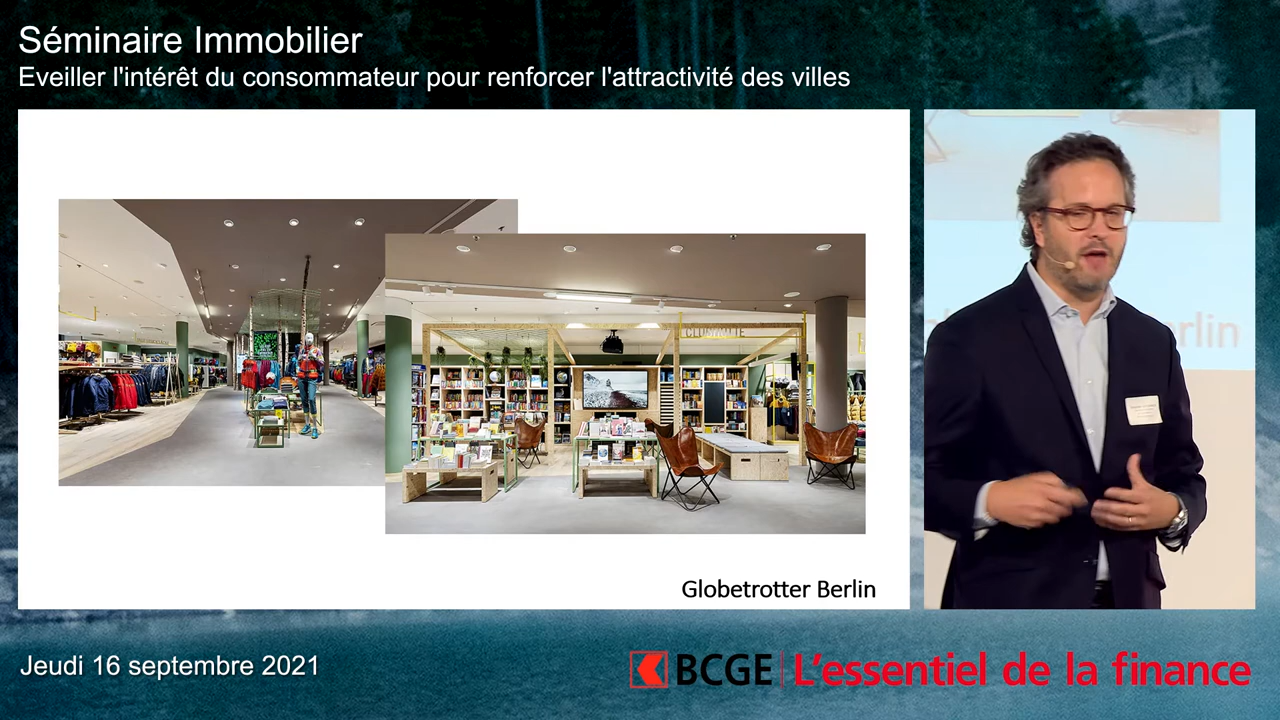 Séminaire Immobilier
Eveiller l'intérêt du consommateur pour renforcer l'attractivité des villes
Globetrotter Berlin
erlin
Jeudi 16 septembre 2021
BCGE L'essentiel de la finance